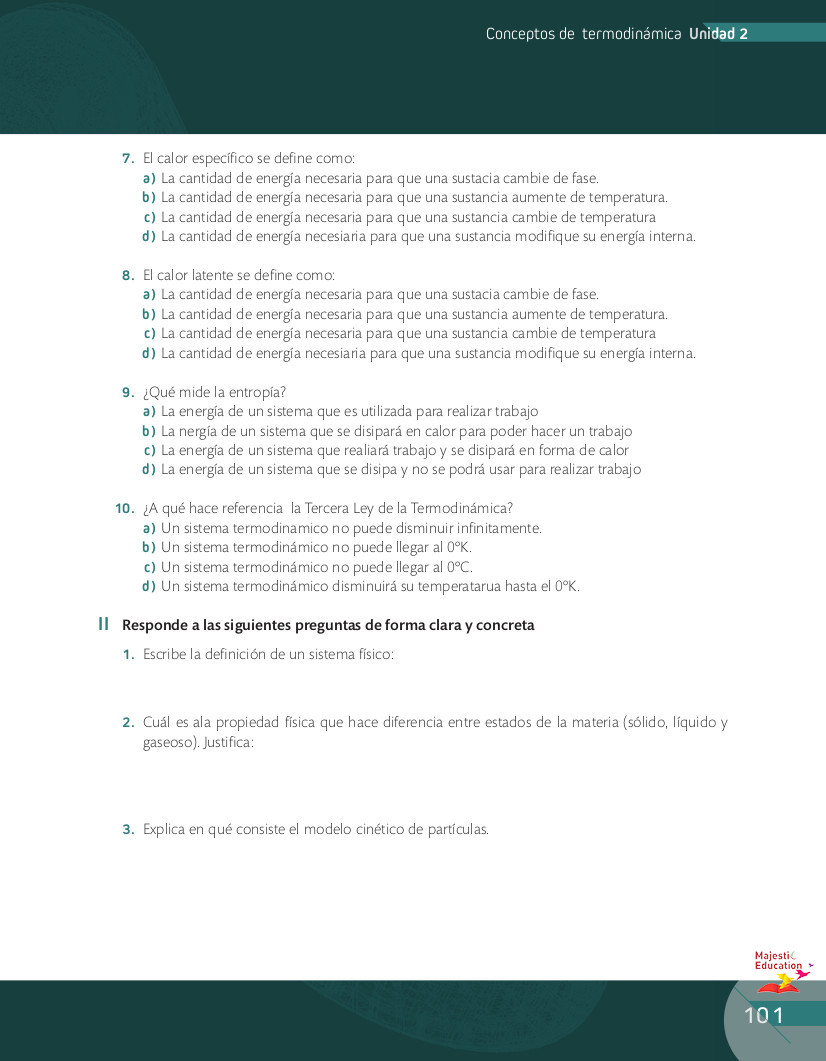 Conceptos de termodinámica Unidad 2
7. El calor específico se define como:
a) La cantidad de energía necesaria para que una sustacia cambie de fase.
b) La cantidad de energía necesaria para que una sustancia aumente de temperatura.
c) La cantidad de energía necesaria para que una sustancia cambie de temperatura
d) La cantidad de energía necesiaria para que una sustancia modifique su energía interna.
8. El calor latente se define como:
a) La cantidad de energía necesaria para que una sustacia cambie de fase.
b) La cantidad de energía necesaria para que una sustancia aumente de temperatura.
c) La cantidad de energía necesaria para que una sustancia cambie de temperatura
d) La cantidad de energía necesiaria para que una sustancia modifique su energía interna.
9. ¿Qué mide la entropía?
a) La energía de un sistema que es utilizada para realizar trabajo
b) La nergía de un sistema que se disipará en calor para poder hacer un trabajo
c) La energía de un sistema que realiará trabajo y se disipará en forma de calor
d) La energía de un sistema que se disipa y no se podrá usar para realizar trabajo
10. ¿A qué hace referencia la Tercera Ley de la Termodinámica?
a) Un sistema termodinamico no puede disminuir infinitamente.
b) Un sistema termodinámico no puede llegar al 0°K.
c) Un sistema termodinámico no puede llegar al 0°C.
d) Un sistema termodinámico disminuirá su temperatarua hasta el 0°K.
II Responde a las siguientes preguntas de forma clara y concreta
1. Escribe la definición de un sistema físico:
2. Cuál es ala propiedad física que hace diferencia entre estados de la materia (sólido, líquido y
gaseoso). Justifica:
3. Explica en qué consiste el modelo cinético de partículas.
Majestic
Education
101